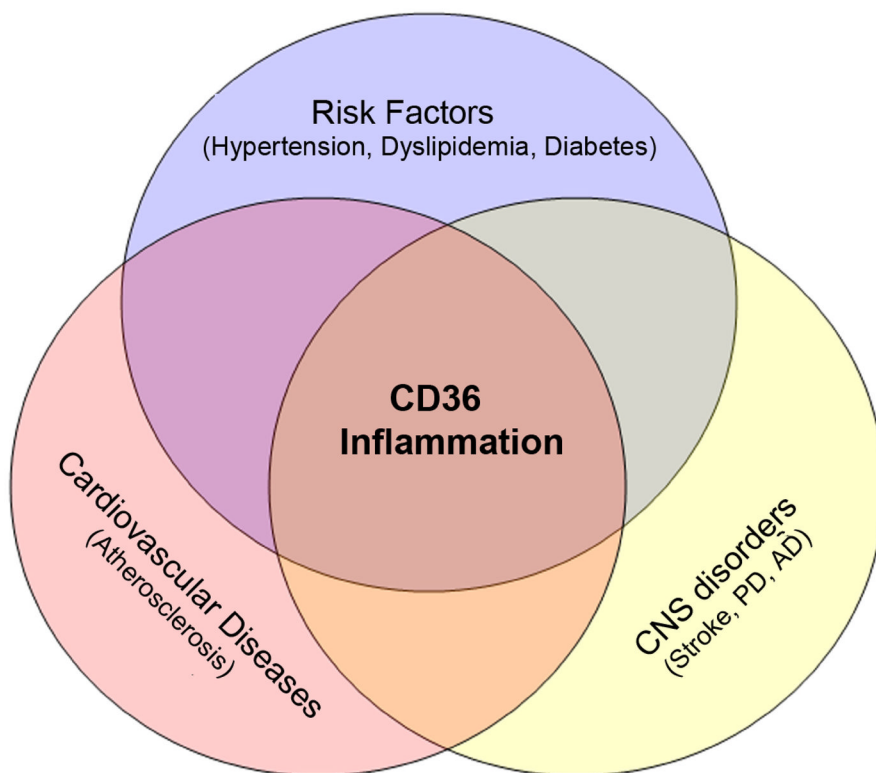 Risk Factors
(Hypertension, Dyslipidemia, Diabetes)
CD36
Inflammation
Cardiovascular Diseases
(Atherosclerosis)
CNS disorders
(Stroke, PD, AD)